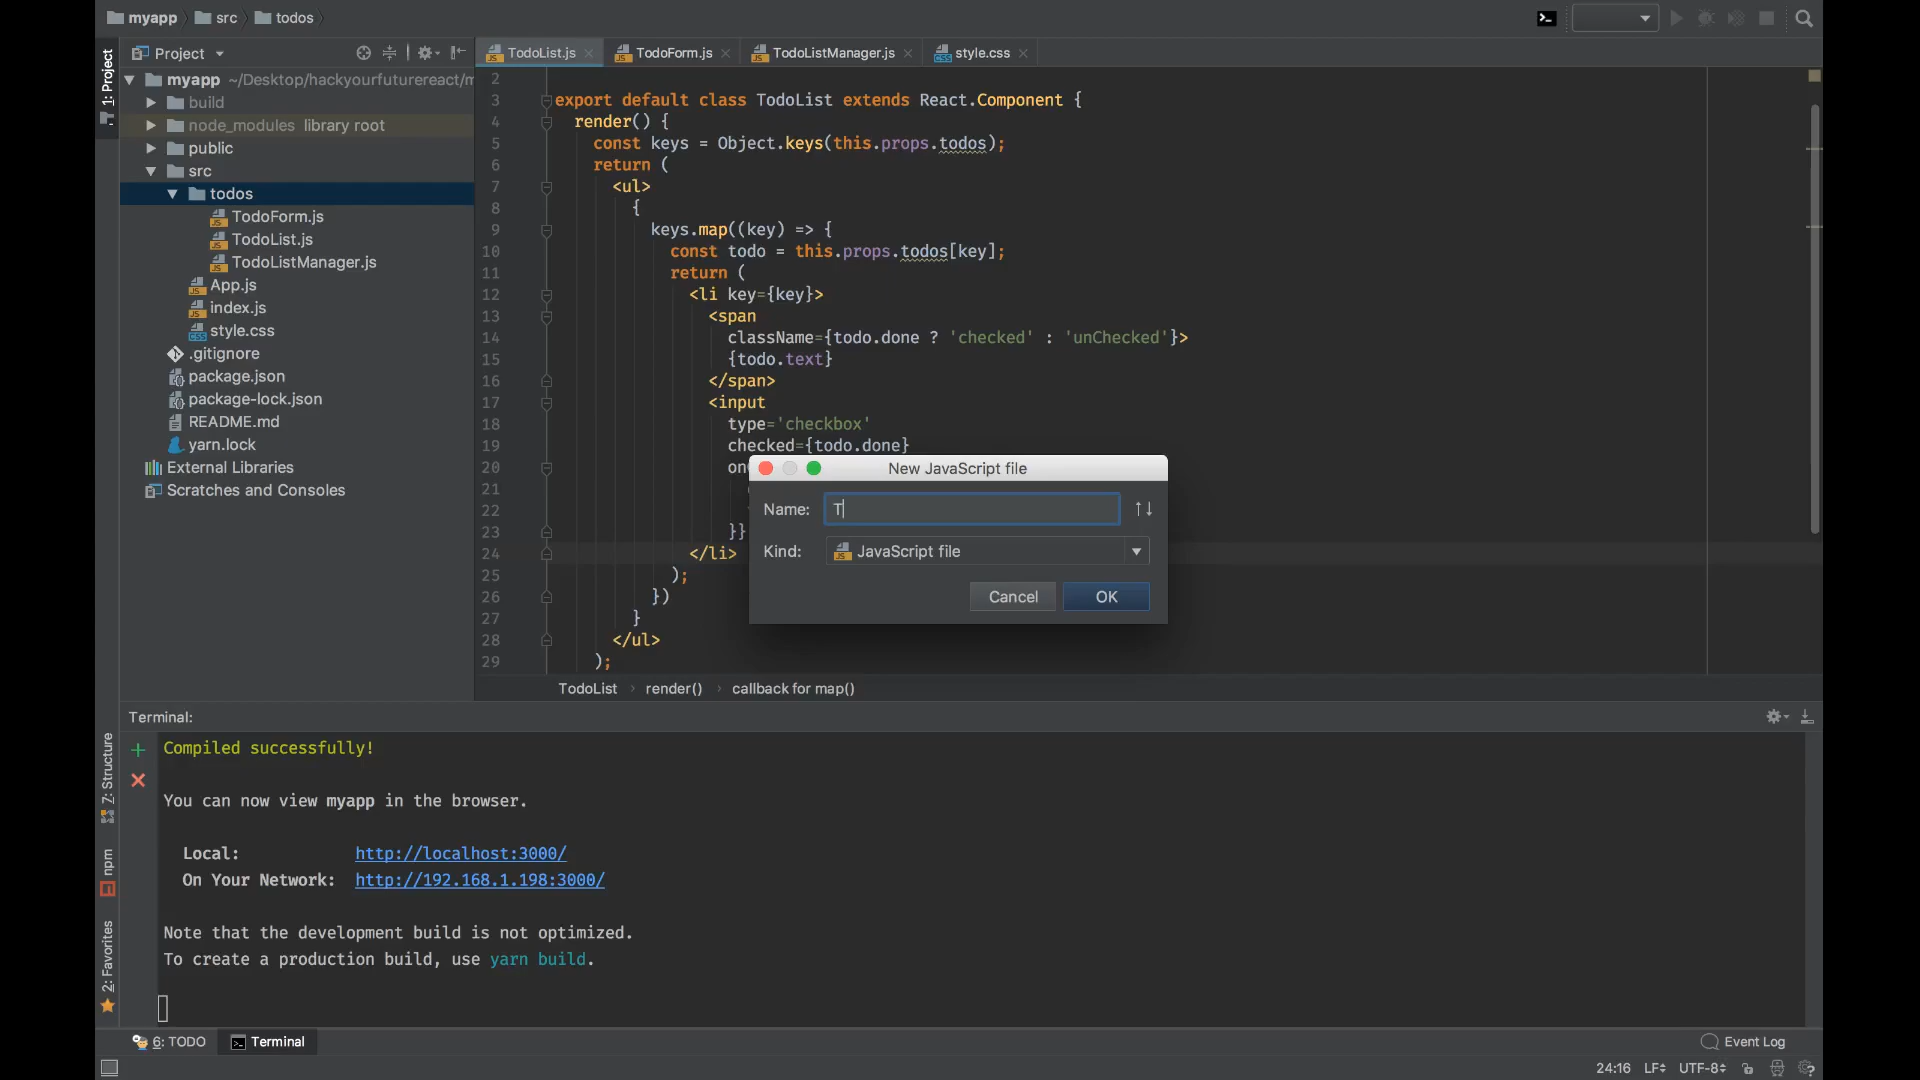 myapp src todos
1: Project
Project
TodoList.js TodoForm.js TodoListManager.js style.css
myapp ~/Desktop/hackyourfuturereact/m
build
node_modules library root
public
src
todos
TodoForm.js
TodoList.js
TodoListManager.js
App.js
index.js
style.css
.gitignore
package.json
package-lock.json
README.md
yarn.lock
External Libraries
Scratches and Consoles
2
3 export default class TodoList extends React.Component {
4 render() {
5 const keys = Object.keys(this.props.todos);
6 return (
7 <ul>
8 {
9 keys.map((key) => {
10 const todo = this.props.todos[key];
11 return (
12 <li key={key}>
13 <span
14 className={todo.done ? 'checked' : 'unChecked'}>
15 {todo.text}
16 </span>
17 <input
18 type='checkbox'
19 checked={todo.done}
20 on
21
22
23 }}
24 </li>
25 );
26 })
27 }
28 </ul>
29 );
New JavaScript file
Name: T
Kind: JavaScript file
Cancel OK
TodoList render() callback for map()
Terminal:
Compiled successfully!
You can now view myapp in the browser.
Local: http://localhost:3000/
On Your Network: http://192.168.1.198:3000/
Note that the development build is not optimized.
To create a production build, use yarn build.
Z: Structure
npm
2: Favorites
6: TODO Terminal Event Log
24:16 LF UTF-8